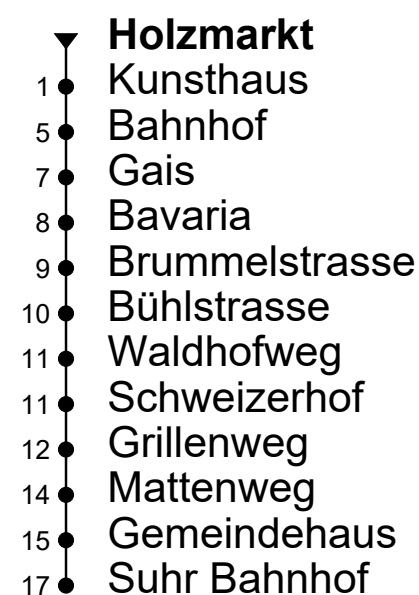 Holzmarkt
1 Kunsthaus
5 Bahnhof
7 Gais
8 Bavaria
9 Brummelstrasse
10 Bühlstrasse
11 Waldhofweg
11 Schweizerhof
12 Grillenweg
14 Mattenweg
15 Gemeindehaus
17 Suhr Bahnhof